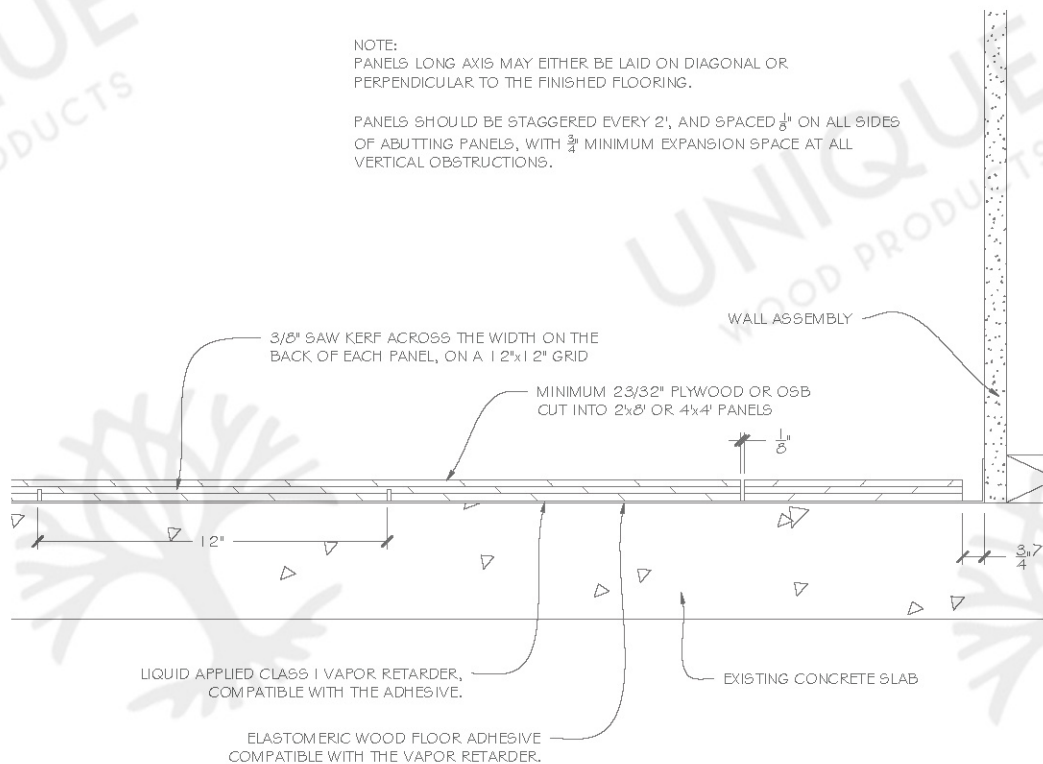 NOTE:
PANELS LONG AXIS MAY EITHER BE LAID ON DIAGONAL OR
PERPENDICULAR TO THE FINISHED FLOORING.
PANELS SHOULD BE STAGGERED EVERY 2', AND SPACED 1/8" ON ALL SIDES
OF ABUTTING PANELS, WITH 3/4" MINIMUM EXPANSION SPACE AT ALL
VERTICAL OBSTRUCTIONS.
UNIQUE
WOOD PRODUCTS
QUE
PRODUCTS
WALL ASSEMBLY
3/8" SAW KERF ACROSS THE WIDTH ON THE
BACK OF EACH PANEL, ON A 12"x12" GRID
MINIMUM 23/32" PLYWOOD OR OSB
CUT INTO 2'x8' OR 4'x4' PANELS
1/8"
12"
3/4"
LIQUID APPLIED CLASS I VAPOR RETARDER,
COMPATIBLE WITH THE ADHESIVE.
EXISTING CONCRETE SLAB
ELASTOMERIC WOOD FLOOR ADHESIVE
COMPATIBLE WITH THE VAPOR RETARDER.